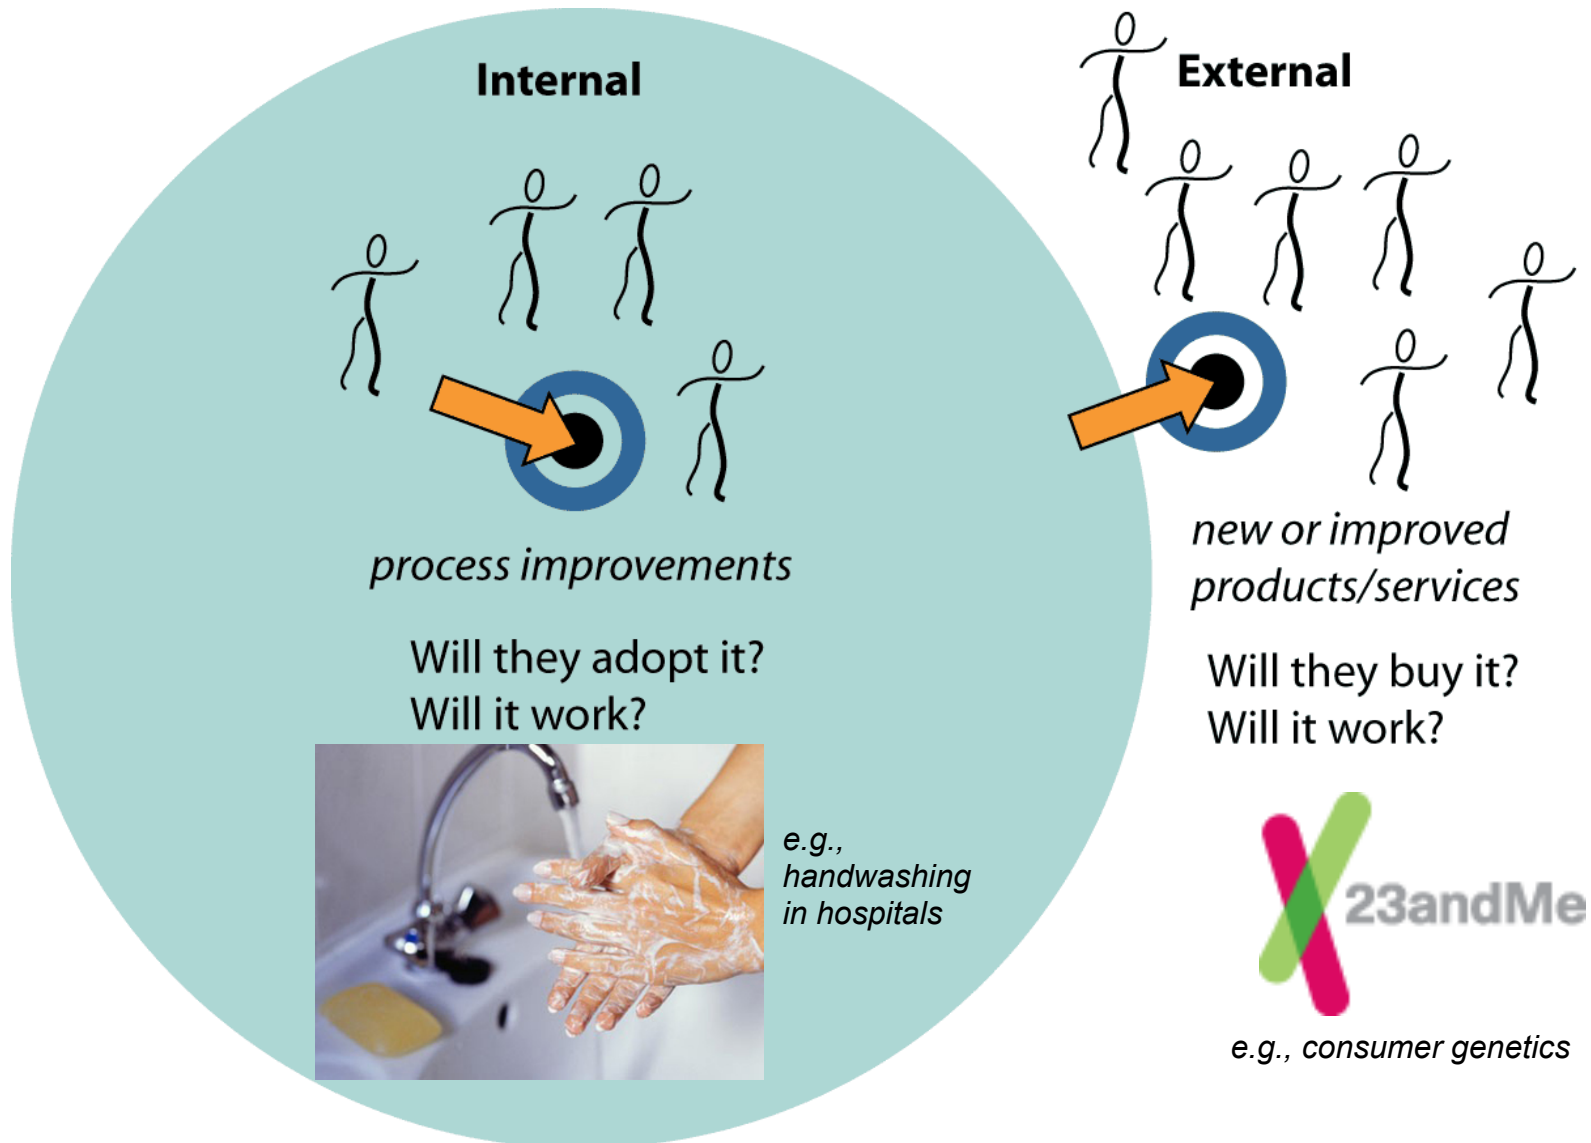 Internal
process improvements
Will they adopt it?
Will it work?
e.g.,
handwashing
in hospitals
External
new or improved
products/services
Will they buy it?
Will it work?
23andMe
e.g., consumer genetics